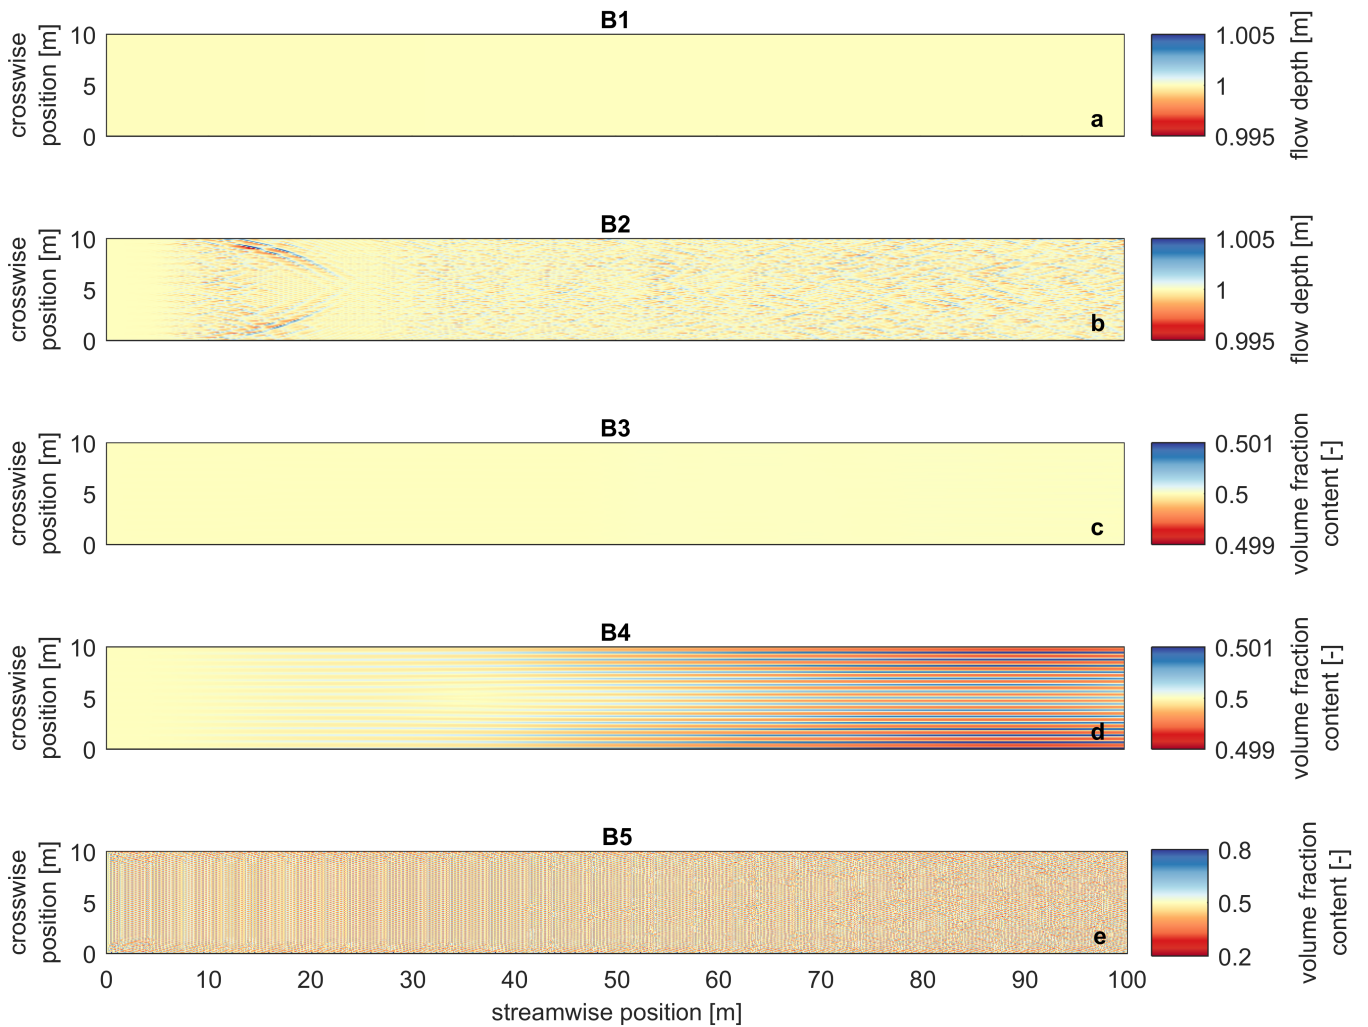 B1
crosswise
position [m]
10
5
0
a
1.005
1
0.995
flow depth [m]
B2
crosswise
position [m]
10
5
0
b
1.005
1
0.995
flow depth [m]
B3
crosswise
position [m]
10
5
0
c
0.501
0.5
0.499
volume fraction
content [-]
B4
crosswise
position [m]
10
5
0
d
0.501
0.5
0.499
volume fraction
content [-]
B5
crosswise
position [m]
10
5
0
e
0.8
0.5
0.2
volume fraction
content [-]
0 10 20 30 40 50 60 70 80 90 100
streamwise position [m]